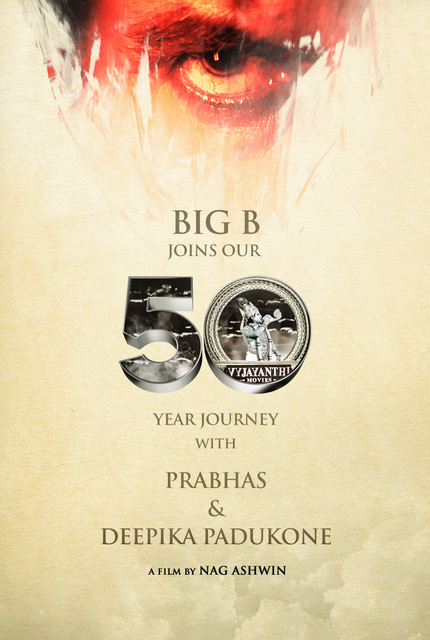 BIG B
JOINS OUR
50
VYJAYANTHI
MOVIES
YEAR JOURNEY
WITH
PRABHAS
&
DEEPIKA PADUKONE
A FILM BY NAG ASHWIN